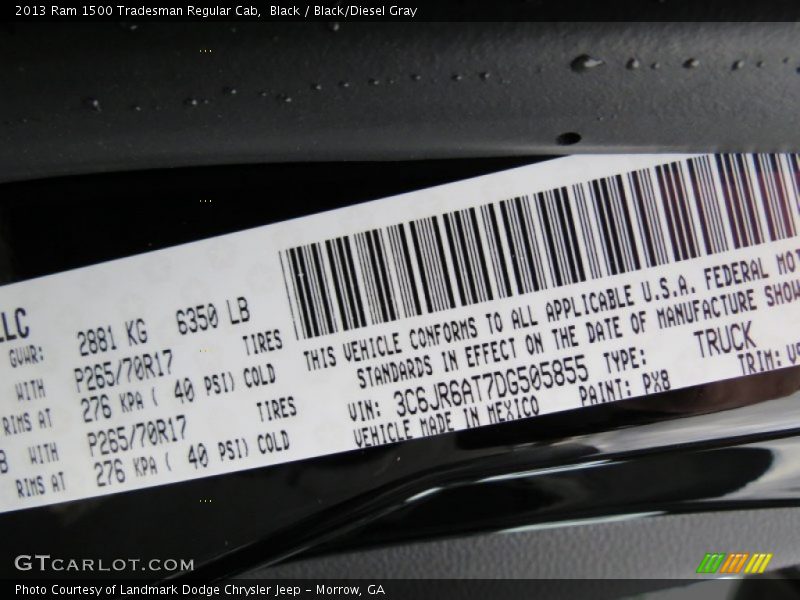 2013 Ram 1500 Tradesman Regular Cab,  Black / Black/Diesel Gray
LLC
GVWR: 2881 KG 6350 LB
WITH P265/70R17 TIRES
RIMS AT 276 KPA ( 40 PSI) COLD
B WITH P265/70R17 TIRES
RIMS AT 276 KPA ( 40 PSI) COLD
THIS VEHICLE CONFORMS TO ALL APPLICABLE U.S.A. FEDERAL MOT
STANDARDS IN EFFECT ON THE DATE OF MANUFACTURE SHOW
VIN: 3C6JR6AT7DG505855 TYPE: TRUCK
VEHICLE MADE IN MEXICO PAINT: PX8 TRIM:
GTCARLOT.COM
Photo Courtesy of Landmark Dodge Chrysler Jeep - Morrow, GA